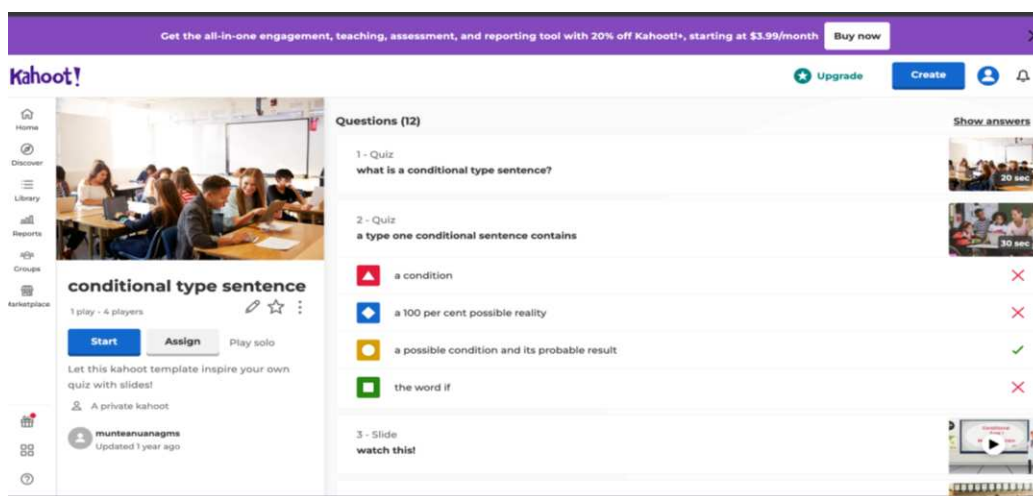 Get the all-in-one engagement, teaching, assessment, and reporting tool with 20% off Kahoot!+, starting at $3.99/month
Buy now
Kahoot!
Upgrade
Create
Home
Discover
Library
Reports
Groups
Marketplace
conditional type sentence
1 play · 4 players
Start
Assign
Play solo
Let this kahoot template inspire your own
quiz with slides!
A private kahoot
munteanuanagms
Updated 1 year ago
Questions (12)
Show answers
1 - Quiz
what is a conditional type sentence?
20 sec
2 - Quiz
a type one conditional sentence contains
30 sec
a condition
a 100 per cent possible reality
a possible condition and its probable result
the word if
3 - Slide
watch this!